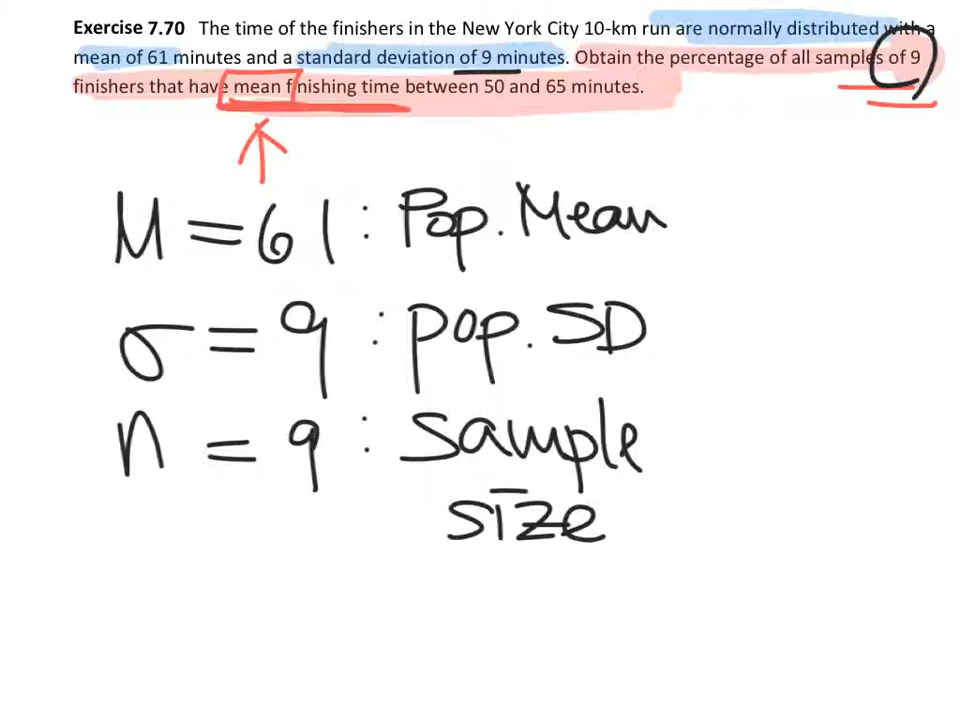 Exercise 7.70 The time of the finishers in the New York City 10-km run are normally distributed with a
mean of 61 minutes and a standard deviation of 9 minutes. Obtain the percentage of all samples of 9
finishers that have mean finishing time between 50 and 65 minutes.
M = 61 : Pop. Mean
σ = 9 : pop. SD
n = 9 : Sample
size